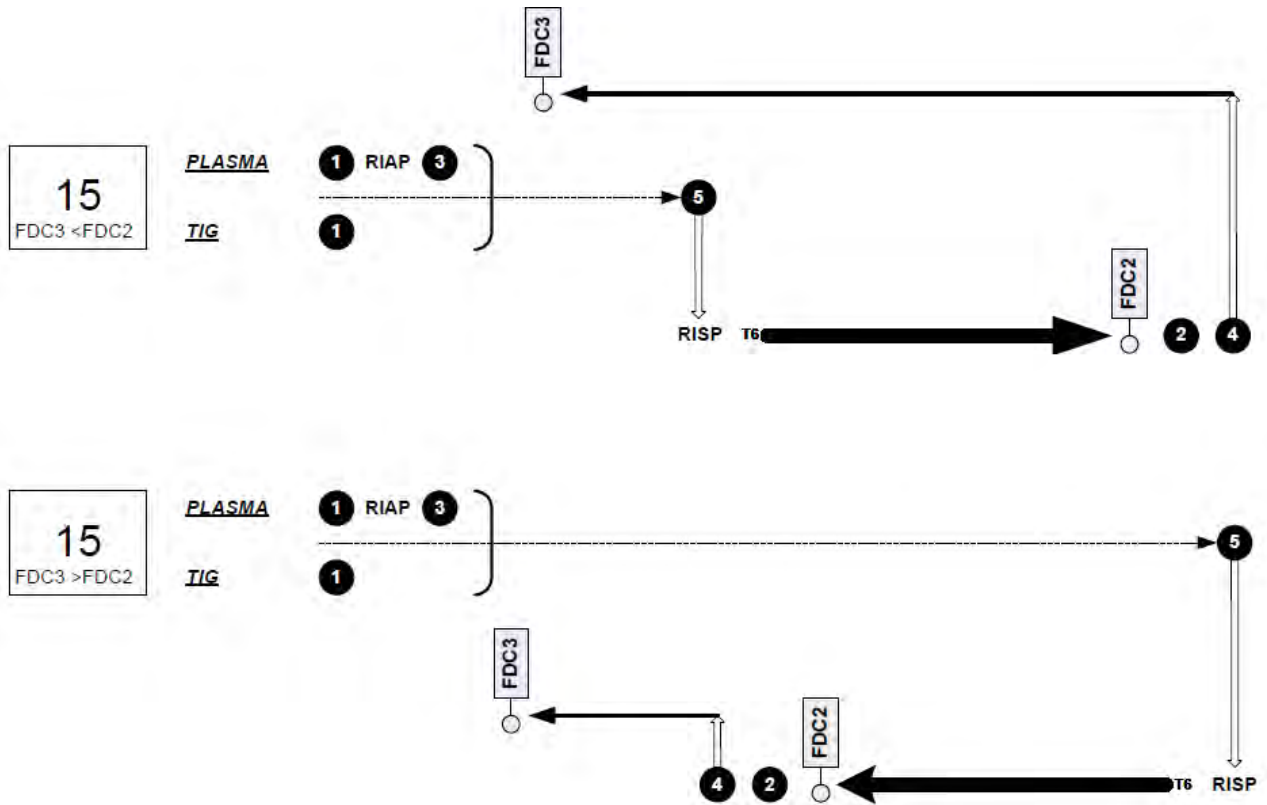 FDC3
PLASMA 1 RIAP 3
15
FDC3 <FDC2
5
TIG 1
FDC2
RISP T6 2 4
PLASMA 1 RIAP 3
15
FDC3 >FDC2
5
TIG 1
FDC3
FDC2
4 2 T6 RISP